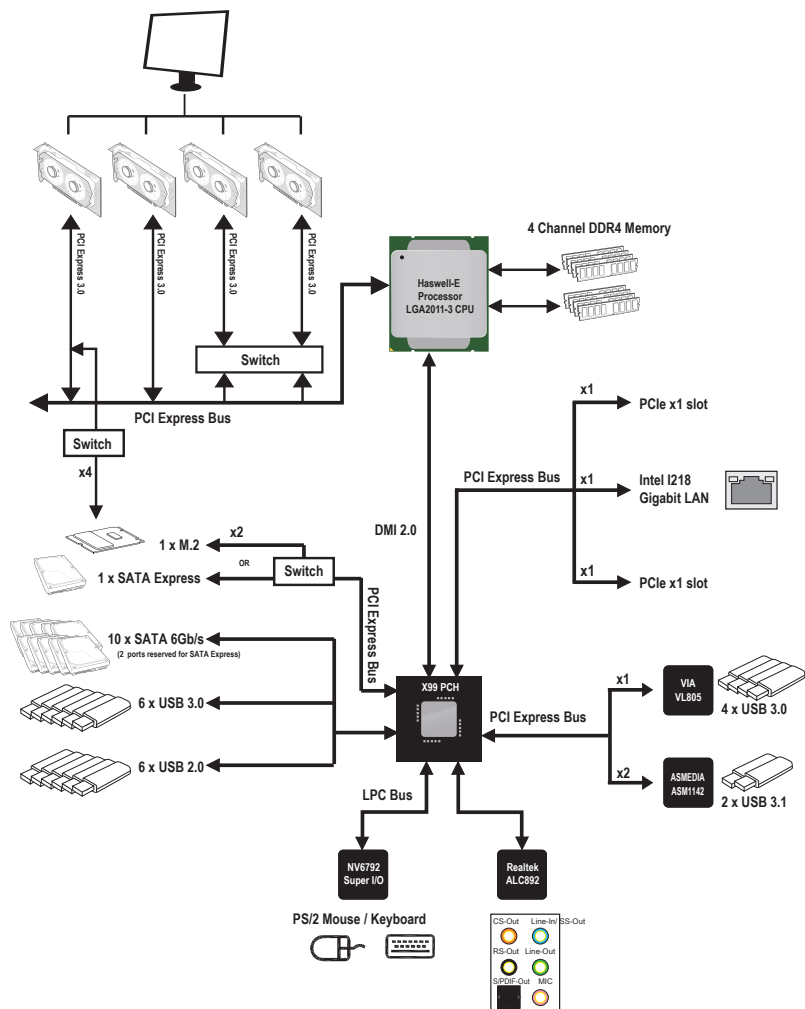 PCI Express 3.0
PCI Express 3.0
PCI Express 3.0
PCI Express 3.0
4 Channel DDR4 Memory
Haswell-E
Processor
LGA2011-3 CPU
Switch
PCI Express Bus
Switch
x4
x1
PCIe x1 slot
PCI Express Bus
x1
Intel I218
Gigabit LAN
DMI 2.0
x1
PCIe x1 slot
1 x M.2
x2
OR
Switch
1 x SATA Express
PCI Express Bus
10 x SATA 6Gb/s
(2 ports reserved for SATA Express)
X99 PCH
6 x USB 3.0
6 x USB 2.0
PCI Express Bus
x1
VIA
VL805
4 x USB 3.0
x2
ASMEDIA
ASM1142
2 x USB 3.1
LPC Bus
NV6792
Super I/O
Realtek
ALC892
PS/2 Mouse / Keyboard
CS-Out
Line-In/ SS-Out
RS-Out
Line-Out
S/PDIF-Out
MIC